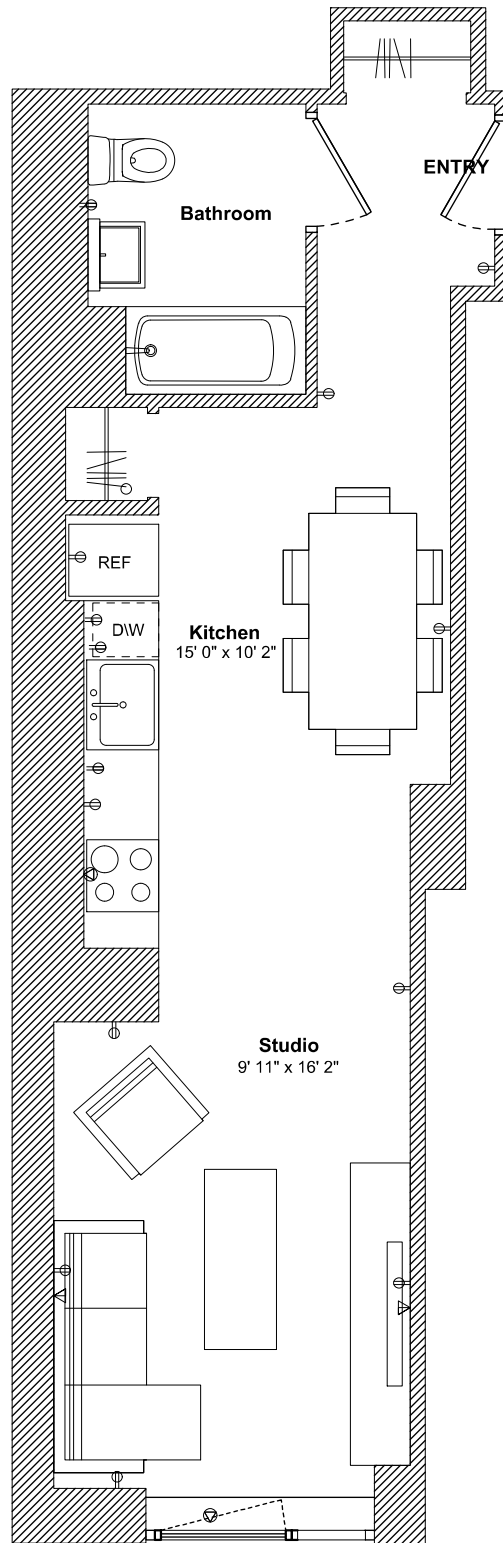 ENTRY
Bathroom
REF
D\W
Kitchen
15' 0" x 10' 2"
Studio
9' 11" x 16' 2"